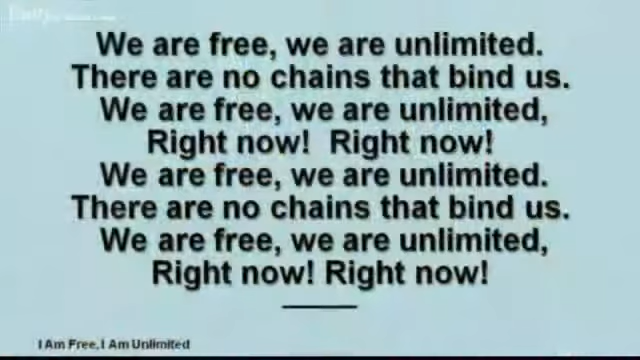 We are free, we are unlimited.
There are no chains that bind us.
We are free, we are unlimited,
Right now!  Right now!
We are free, we are unlimited.
There are no chains that bind us.
We are free, we are unlimited,
Right now! Right now!
I Am Free, I Am Unlimited